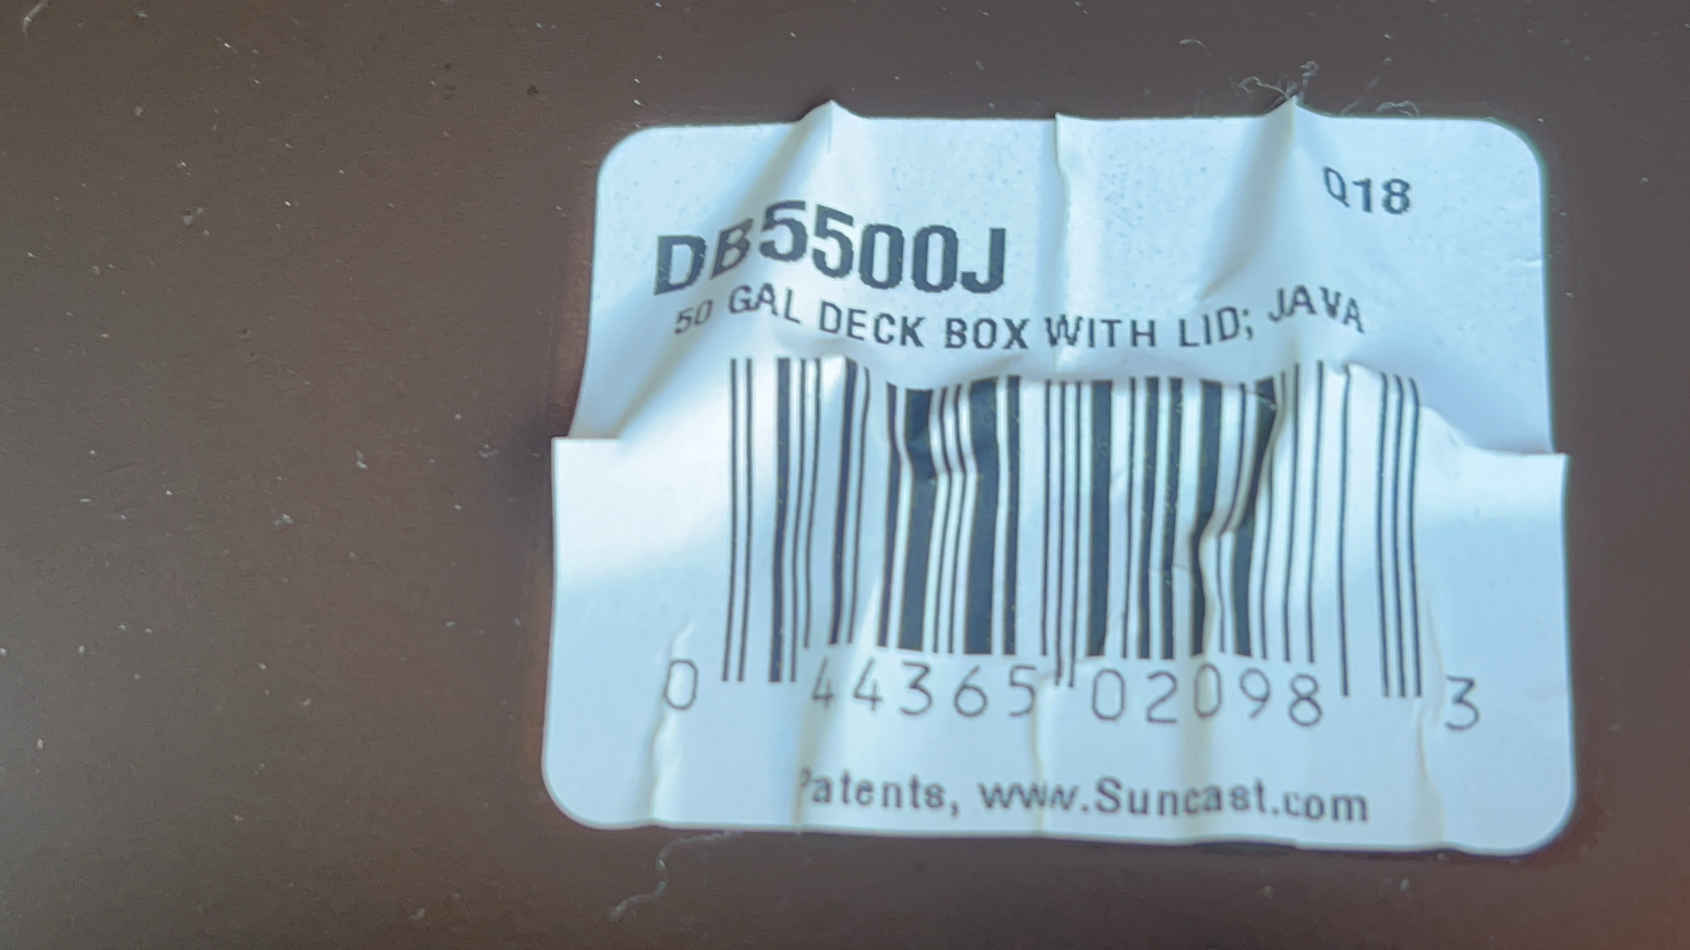 Q18
DB5500J
50 GAL DECK BOX WITH LID; JAVA
0 44365 02098 3
Patents, www.Suncast.com